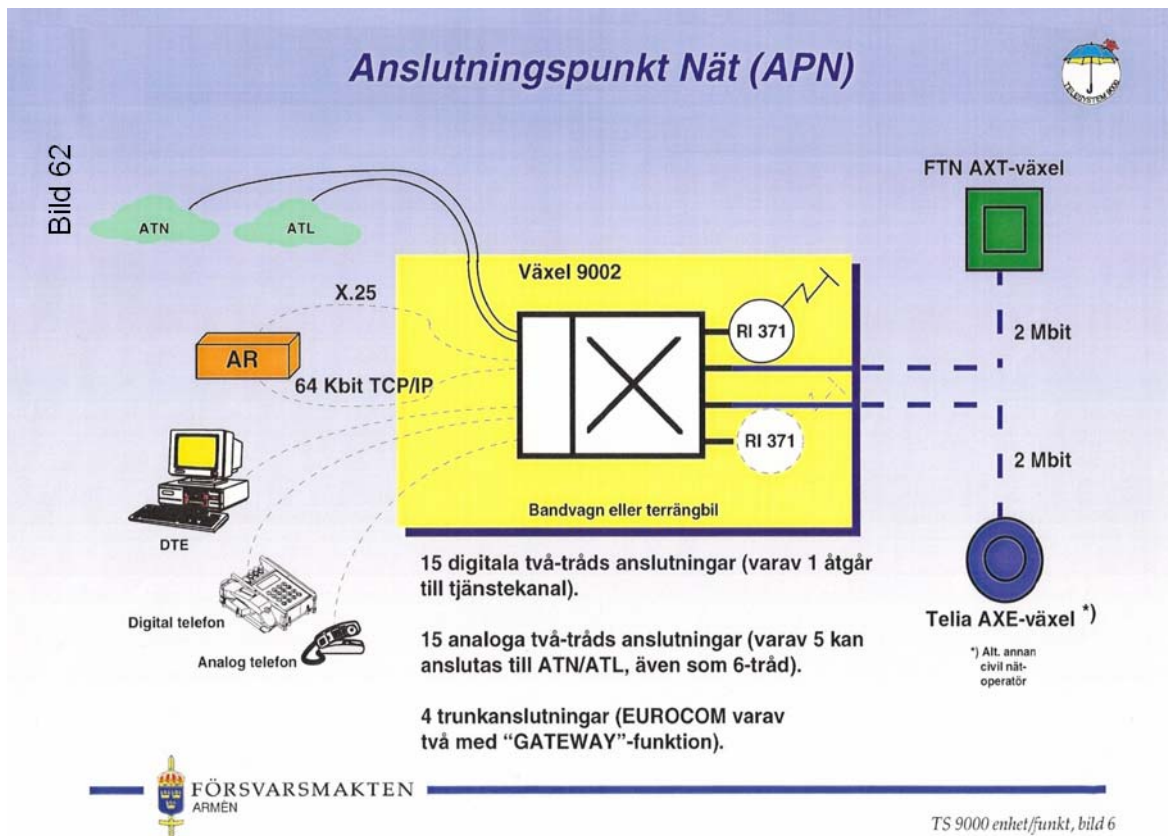 Anslutningspunkt Nät (APN)
TELESYSTEM 9000
Bild 62
FTN AXT-växel
ATN
ATL
Växel 9002
X.25
RI 371
AR
2 Mbit
64 Kbit TCP/IP
RI 371
2 Mbit
Bandvagn eller terrängbil
DTE
15 digitala två-tråds anslutningar (varav 1 åtgår
till tjänstekanal).
Digital telefon
Telia AXE-växel *)
15 analoga två-tråds anslutningar (varav 5 kan
anslutas till ATN/ATL, även som 6-tråd).
Analog telefon
*) Alt. annan
civil nät-
operatör
4 trunkanslutningar (EUROCOM varav
två med “GATEWAY”-funktion).
FÖRSVARSMAKTEN
ARMÈN
TS 9000 enhet/funkt, bild 6